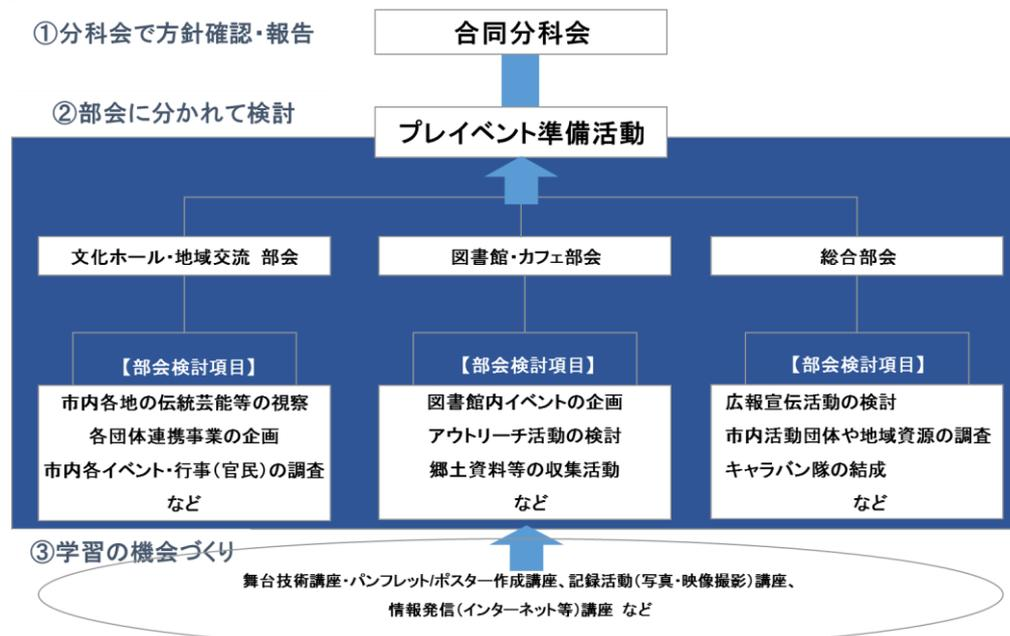 ①分科会で方針確認・報告
合同分科会
②部会に分かれて検討
プレイベント準備活動
文化ホール・地域交流 部会
図書館・カフェ部会
総合部会
【部会検討項目】
市内各地の伝統芸能等の視察
各団体連携事業の企画
市内各イベント・行事(官民)の調査
など
【部会検討項目】
図書館内イベントの企画
アウトリーチ活動の検討
郷土資料等の収集活動
など
【部会検討項目】
広報宣伝活動の検討
市内活動団体や地域資源の調査
キャラバン隊の結成
など
③学習の機会づくり
舞台技術講座・パンフレット/ポスター作成講座、記録活動(写真・映像撮影)講座、
情報発信(インターネット等)講座 など